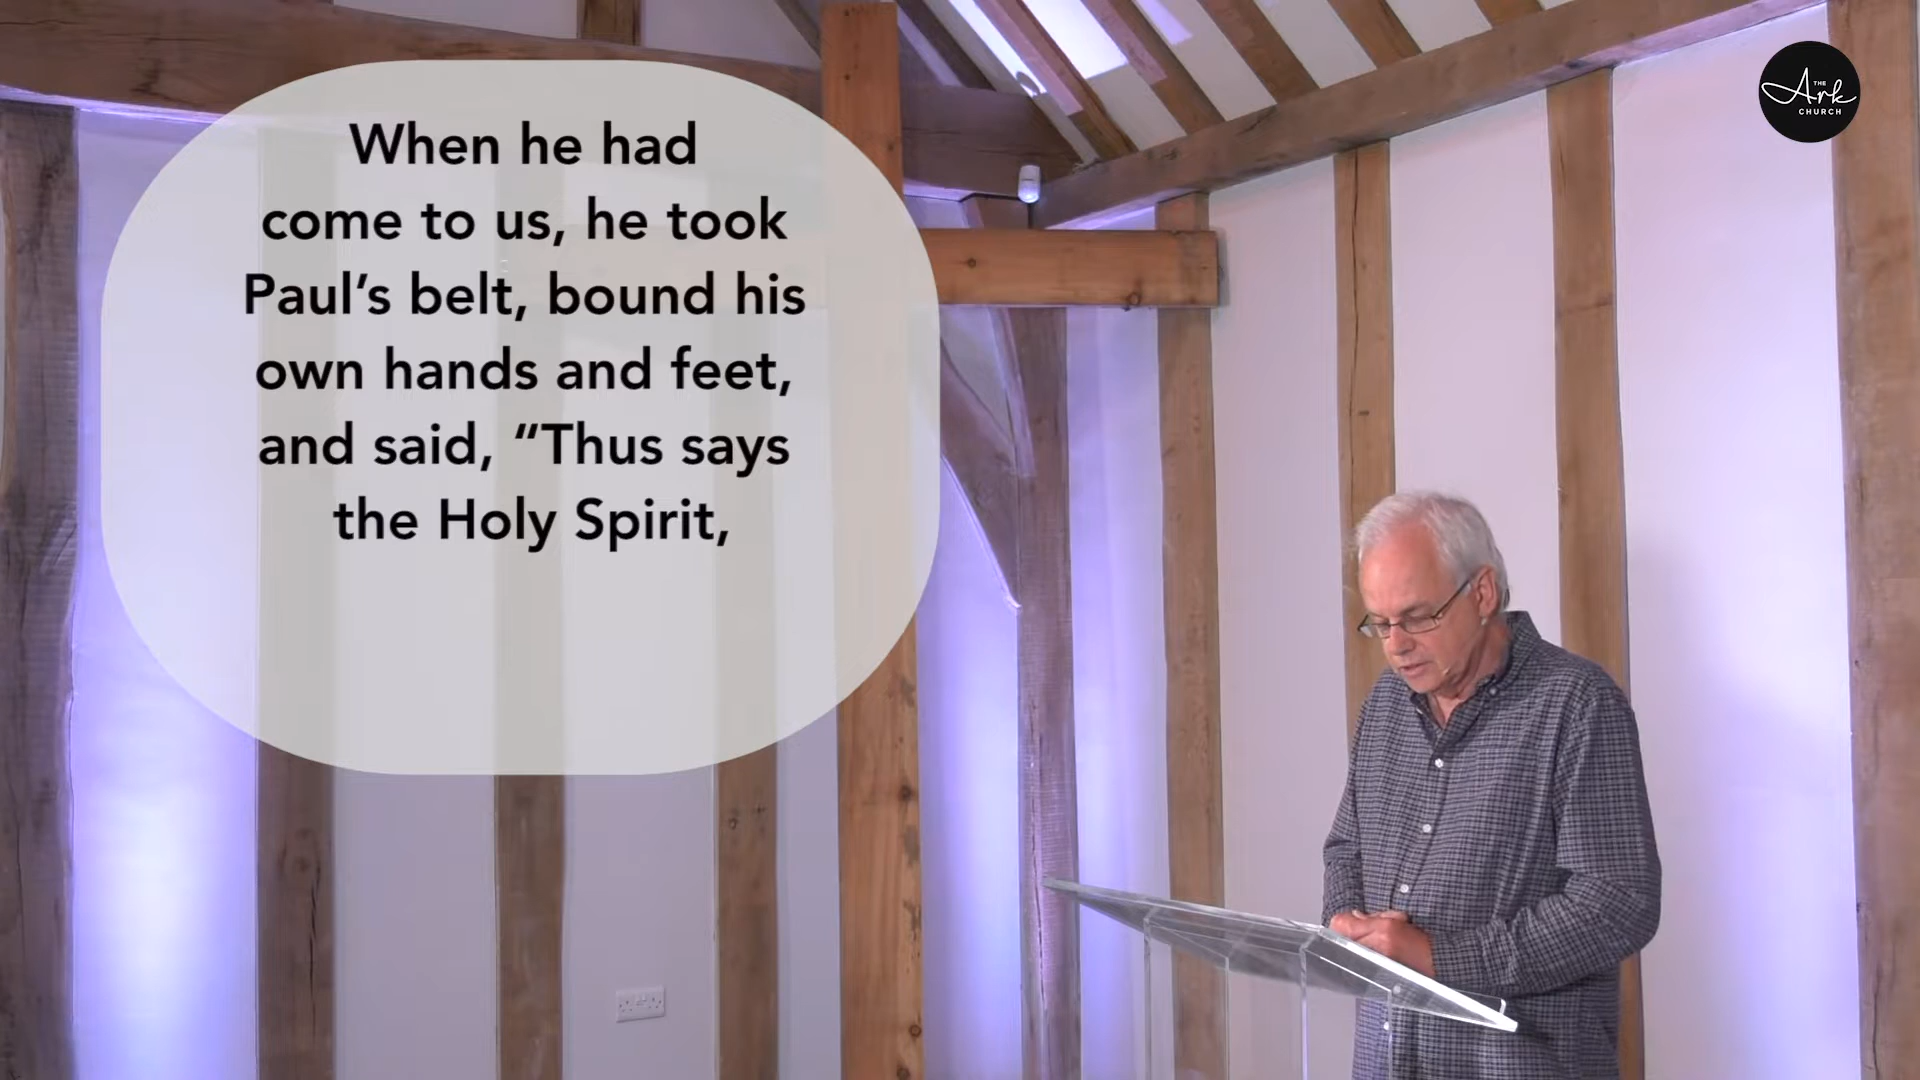 When he had
come to us, he took
Paul’s belt, bound his
own hands and feet,
and said, “Thus says
the Holy Spirit,
THE
Ark
CHURCH